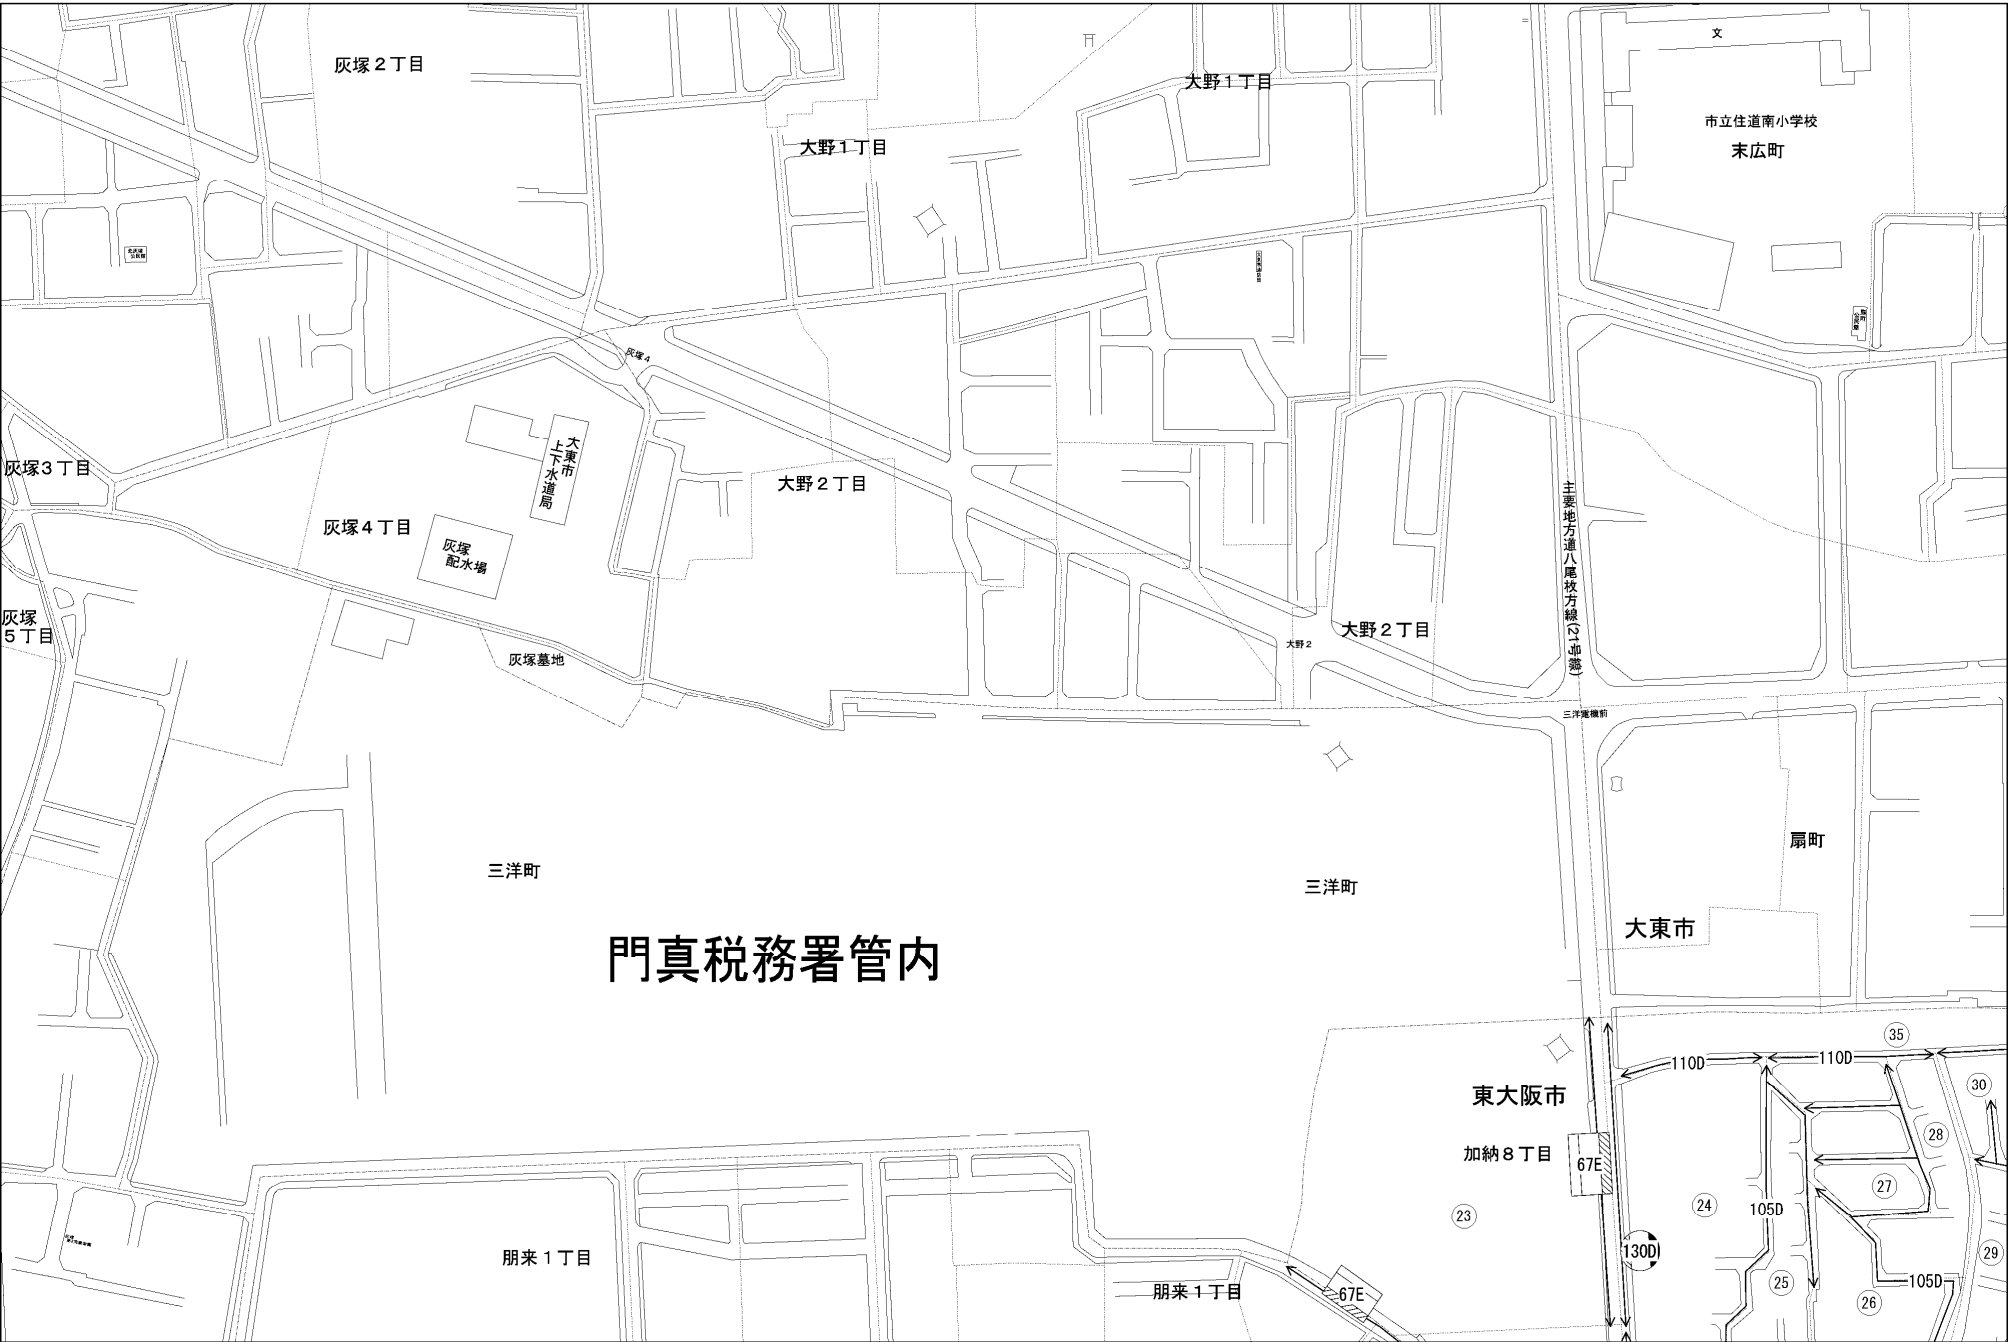 文
灰塚２丁目
大野１丁目
市立住道南小学校
大野１丁目
末広町
北灰塚
公民館
灰塚４
大東市
上下水道局
灰塚３丁目
大野２丁目
灰塚４丁目
灰塚
配水場
主要地方道八尾枚方線(21号線)
灰塚
５丁目
大野２丁目
大野２
灰塚墓地
三洋電機前
扇町
三洋町
三洋町
大東市
門真税務署管内
35
110D
110D
30
東大阪市
28
加納８丁目
67E
27
24
105D
23
130D
29
朋来１丁目
25
105D
朋来１丁目
67E
26